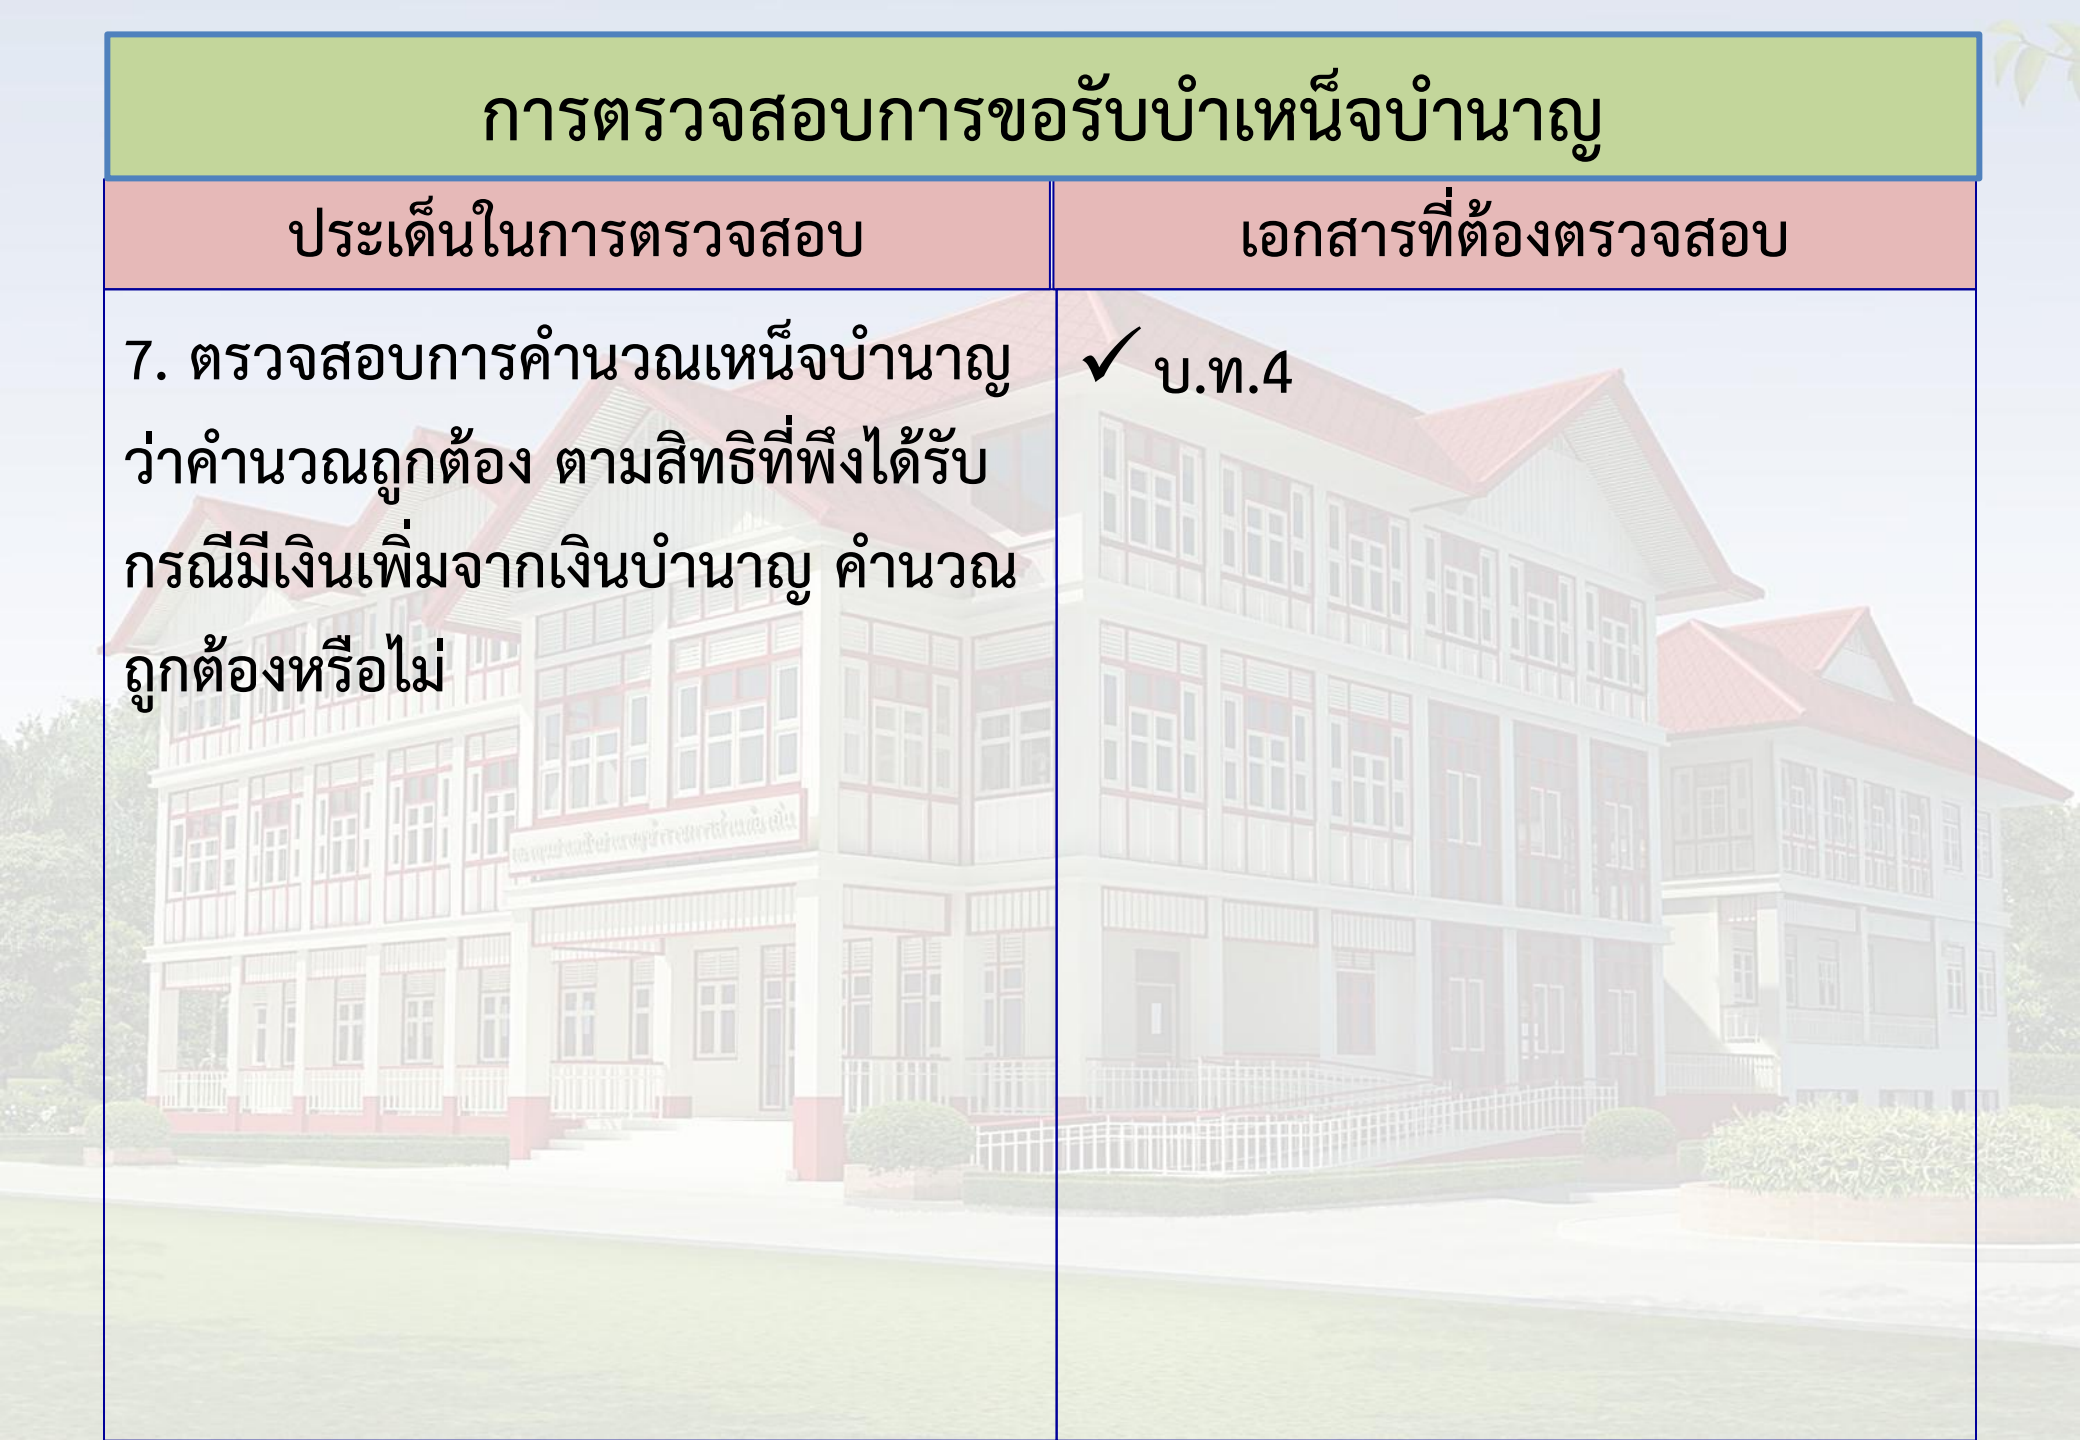 การตรวจสอบการขอรับบำเหน็จบำนาญ
ประเด็นในการตรวจสอบ
เอกสารที่ต้องตรวจสอบ
7. ตรวจสอบการคำนวณเหน็จบำนาญ
ว่าคำนวณถูกต้อง ตามสิทธิที่พึงได้รับ
กรณีมีเงินเพิ่มจากเงินบำนาญ คำนวณ
ถูกต้องหรือไม่
✓ บ.ท.4